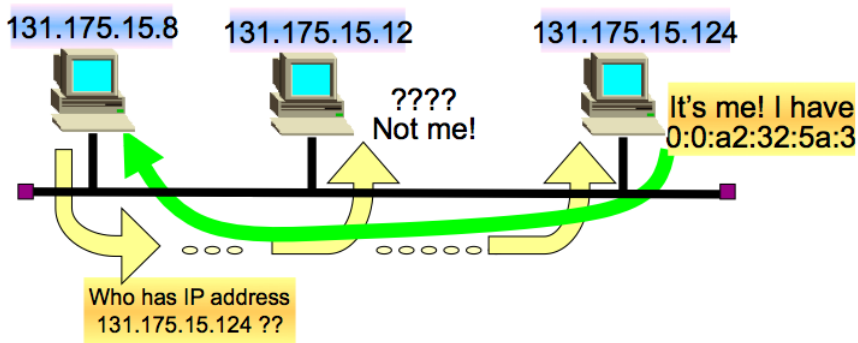 131.175.15.8
131.175.15.12
131.175.15.124
????
Not me!
It's me! I have
0:0:a2:32:5a:3
Who has IP address
131.175.15.124 ??